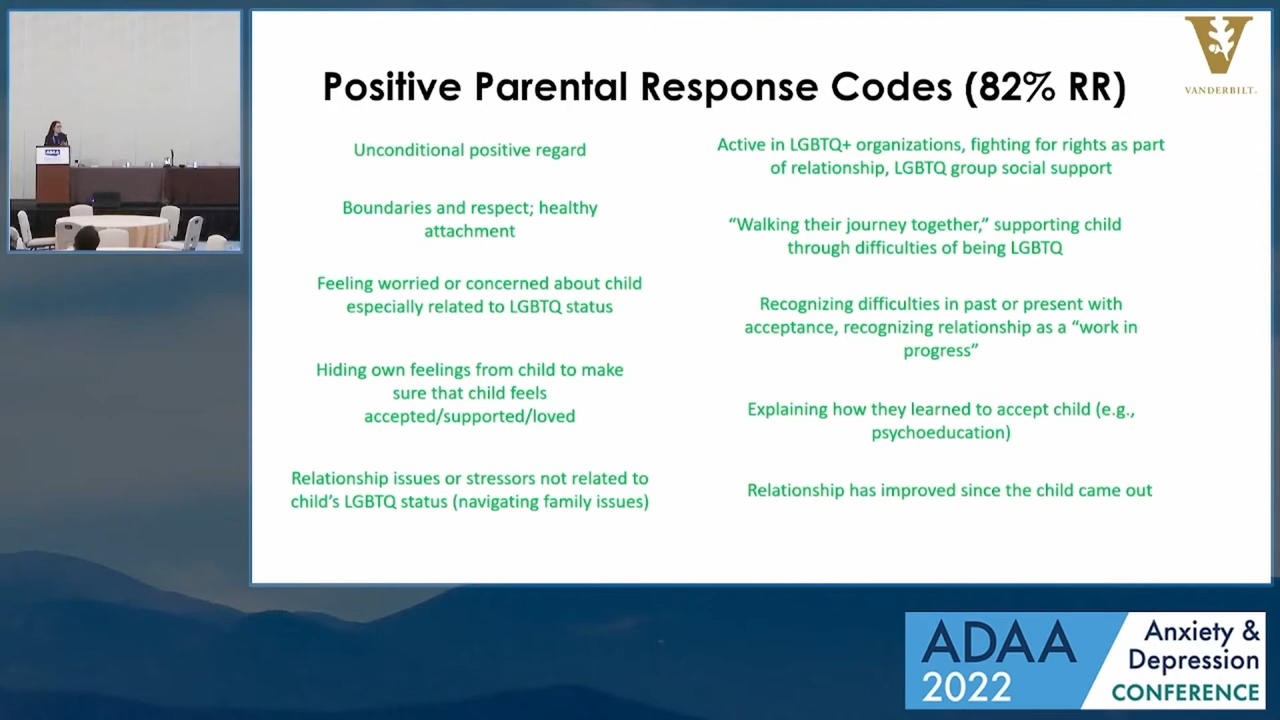 Positive Parental Response Codes (82% RR)
V
VANDERBILT
Unconditional positive regard
Boundaries and respect; healthy
attachment
Feeling worried or concerned about child
especially related to LGBTQ status
Hiding own feelings from child to make
sure that child feels
accepted/supported/loved
Relationship issues or stressors not related to
child’s LGBTQ status (navigating family issues)
Active in LGBTQ+ organizations, fighting for rights as part
of relationship, LGBTQ group social support
“Walking their journey together,” supporting child
through difficulties of being LGBTQ
Recognizing difficulties in past or present with
acceptance, recognizing relationship as a “work in
progress”
Explaining how they learned to accept child (e.g.,
psychoeducation)
Relationship has improved since the child came out
ADAA
2022
Anxiety &
Depression
CONFERENCE